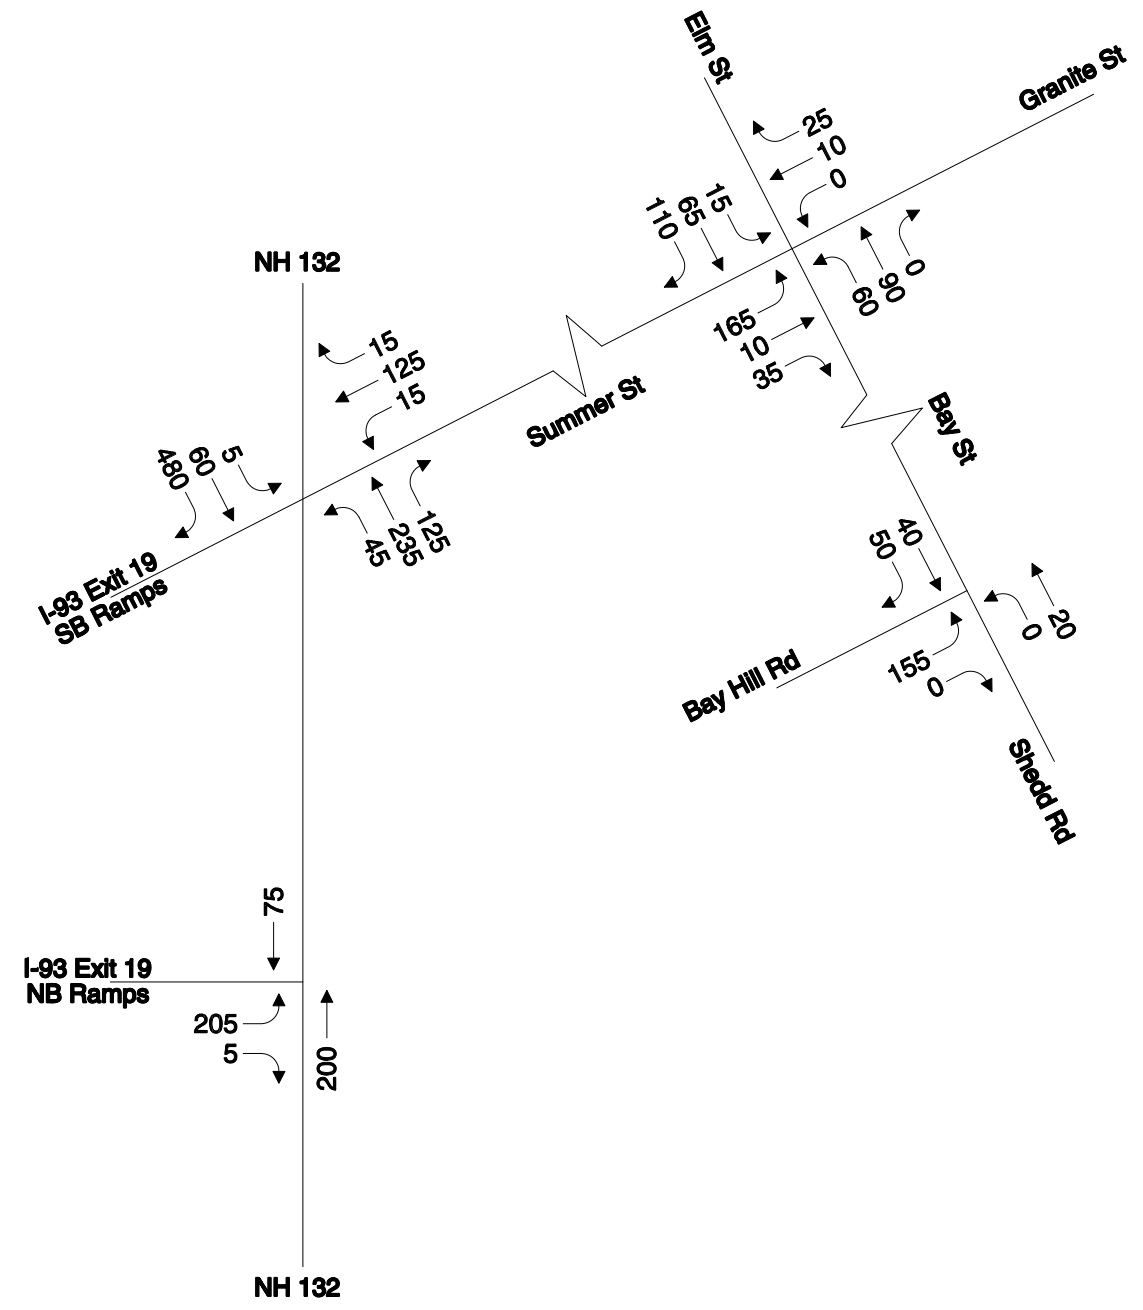 Elm St
Granite St
25
10
0
15
65
110
0
90
60
165
10
35
NH 132
15
125
15
Summer St
Bay St
5
60
480
125
235
45
I-93 Exit 19
SB Ramps
40
50
20
0
155
0
Bay Hill Rd
Shedd Rd
75
I-93 Exit 19
NB Ramps
205
5
200
NH 132